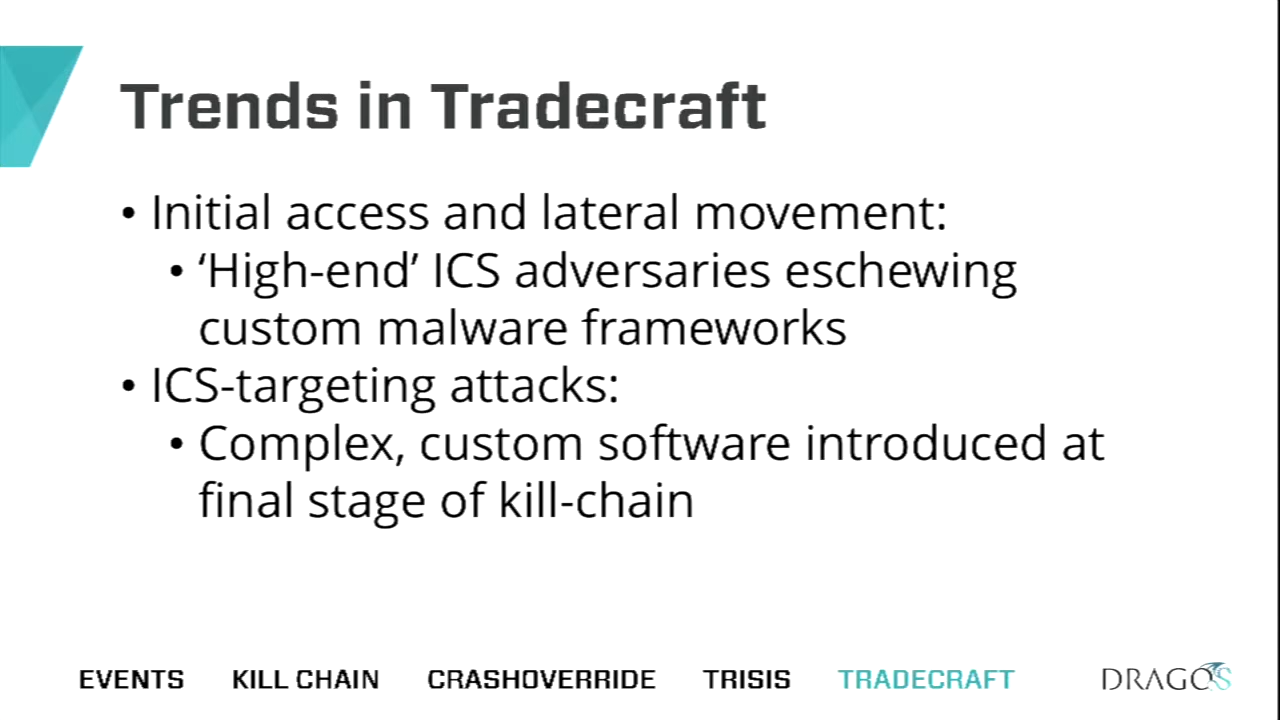 Trends in Tradecraft
• Initial access and lateral movement:
• ‘High-end’ ICS adversaries eschewing
custom malware frameworks
• ICS-targeting attacks:
• Complex, custom software introduced at
final stage of kill-chain
EVENTS KILL CHAIN CRASHOVERRIDE TRISIS TRADECRAFT DRAGOS